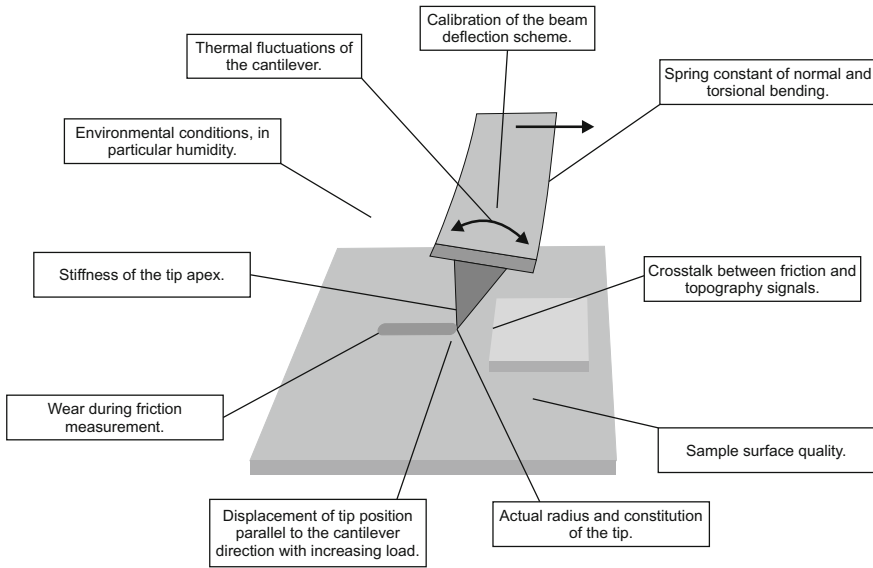 Calibration of the beam
deflection scheme.
Thermal fluctuations of
the cantilever.
Spring constant of normal and
torsional bending.
Environmental conditions, in
particular humidity.
Stiffness of the tip apex.
Crosstalk between friction and
topography signals.
Wear during friction
measurement.
Sample surface quality.
Displacement of tip position
parallel to the cantilever
direction with increasing load.
Actual radius and constitution
of the tip.